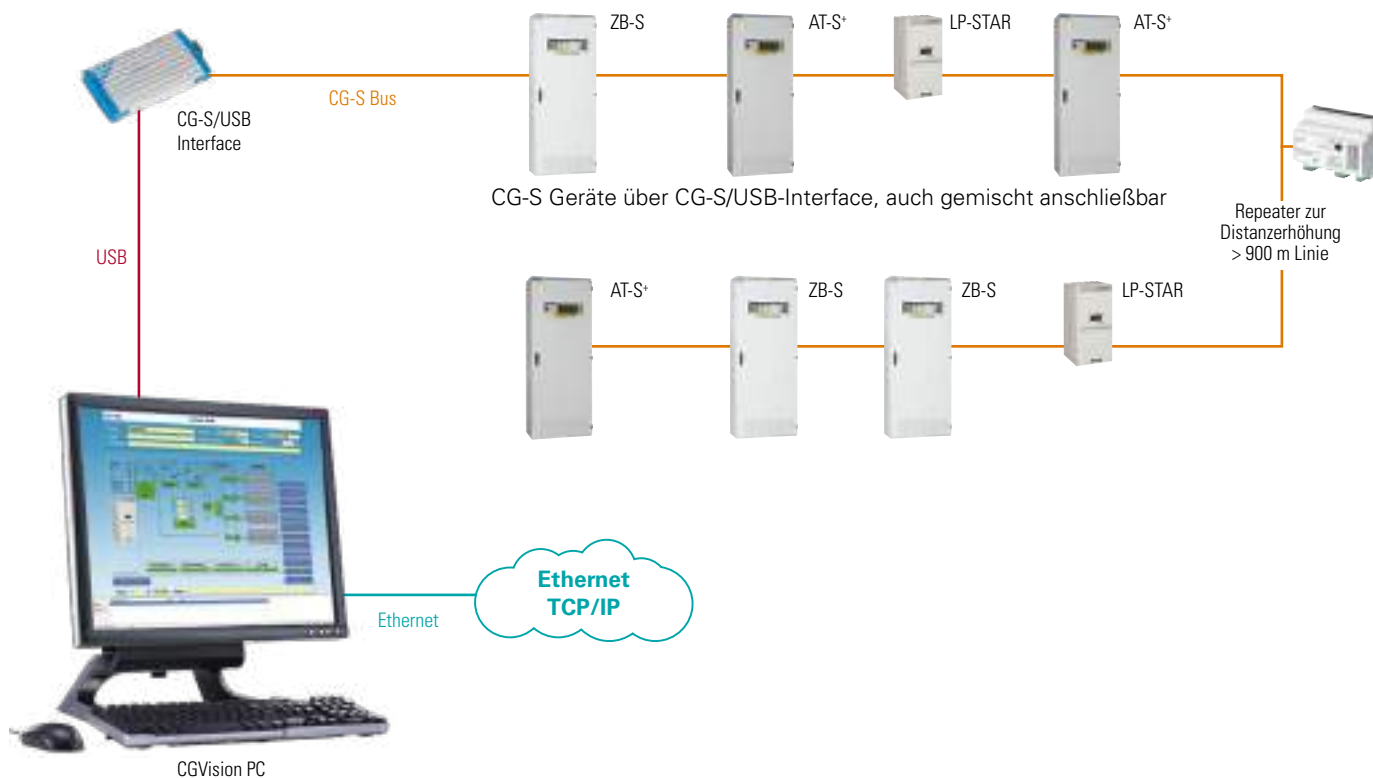 ZB-S
AT-S⁺
LP-STAR
AT-S⁺
CG-S Bus
CG-S/USB
Interface
CG-S Geräte über CG-S/USB-Interface, auch gemischt anschließbar
Repeater zur
Distanzerhöhung
> 900 m Linie
USB
AT-S⁺
ZB-S
ZB-S
LP-STAR
Ethernet
TCP/IP
Ethernet
CGVision PC